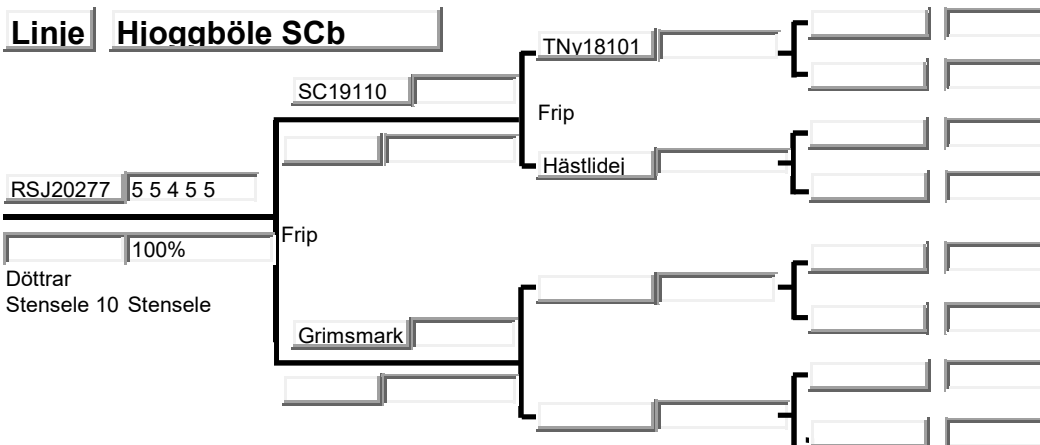 Linje Hjoggböle SCb
TNv18101
SC19110
Frip
Hästlidej
RSJ20277 5 5 4 5 5
Frip
100%
Döttrar
Stensele 10 Stensele
Grimsmark